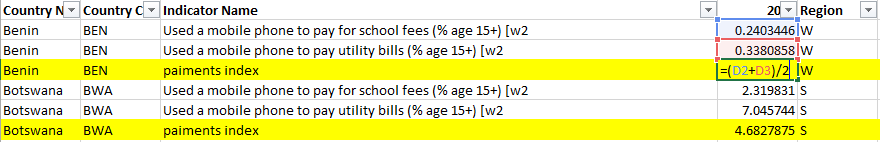 Country N Country C Indicator Name 20 Region
Benin BEN Used a mobile phone to pay for school fees (% age 15+) [w2 0.2403446 W
Benin BEN Used a mobile phone to pay utility bills (% age 15+) [w2 0.3380858 W
Benin BEN paiments index =(D2+D3)/2 W
Botswana BWA Used a mobile phone to pay for school fees (% age 15+) [w2 2.319831 S
Botswana BWA Used a mobile phone to pay utility bills (% age 15+) [w2 7.045744 S
Botswana BWA paiments index 4.6827875 S